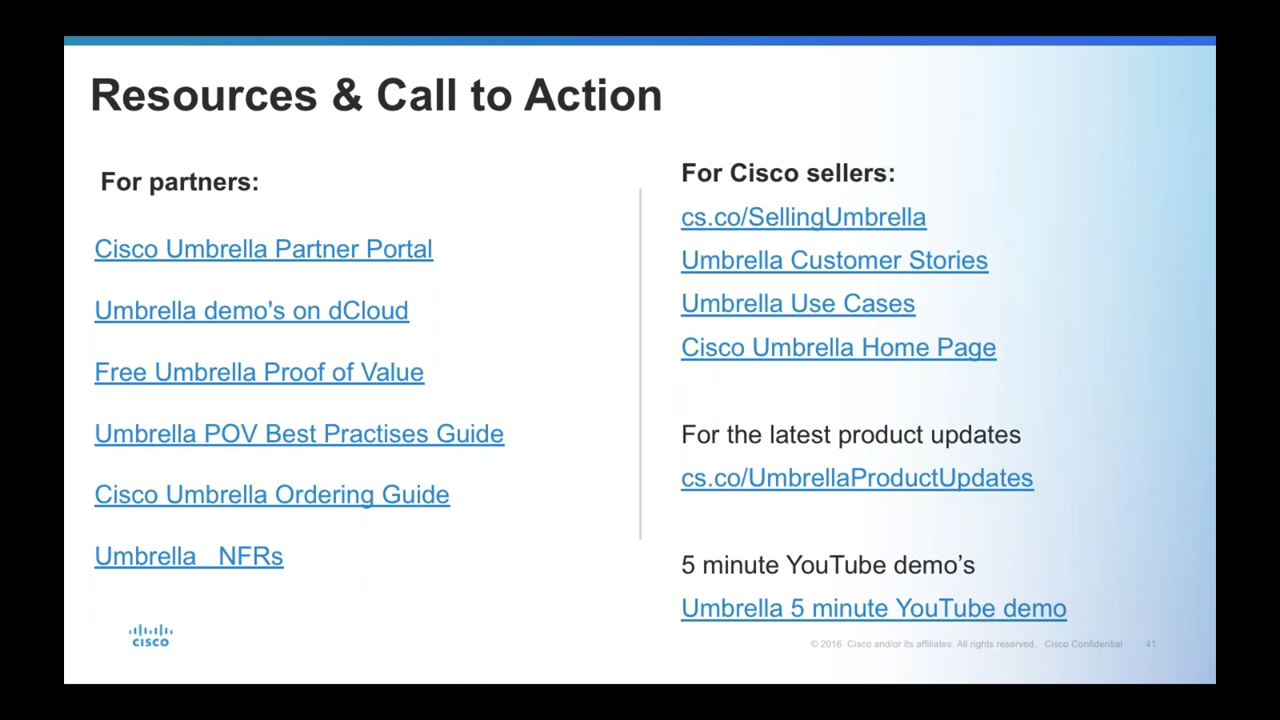 Resources & Call to Action
For partners:
Cisco Umbrella Partner Portal
Umbrella demo's on dCloud
Free Umbrella Proof of Value
Umbrella POV Best Practises Guide
Cisco Umbrella Ordering Guide
Umbrella   NFRs
For Cisco sellers:
cs.co/SellingUmbrella
Umbrella Customer Stories
Umbrella Use Cases
Cisco Umbrella Home Page
For the latest product updates
cs.co/UmbrellaProductUpdates
5 minute YouTube demo’s
Umbrella 5 minute YouTube demo
CISCO
© 2016 Cisco and/or its affiliates. All rights reserved. Cisco Confidential 41